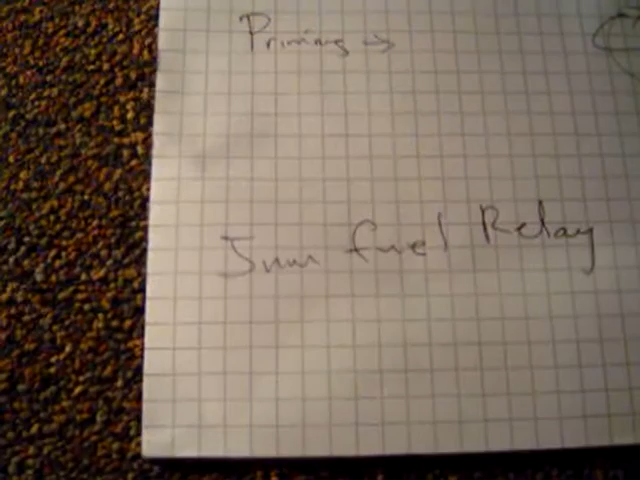 Priming →
fuel Relay